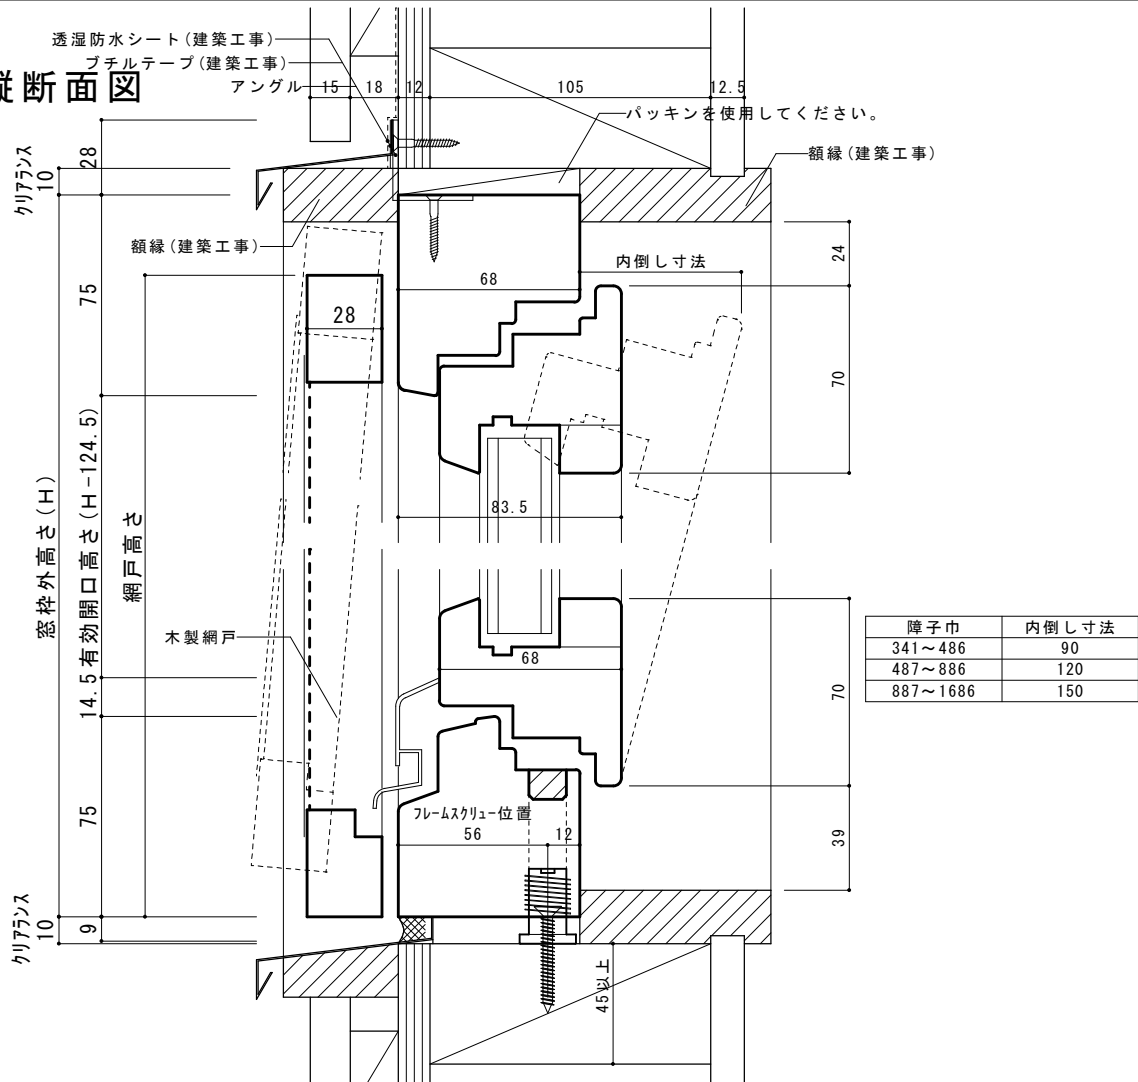 縦断面図
透湿防水シート(建築工事)
ブチルテープ(建築工事)
アングル
15
18
12
105
12.5
パッキンを使用してください。
額縁(建築工事)
28
クリアランス
10
額縁(建築工事)
24
内倒し寸法
68
75
28
70
窓枠外高さ(H)
有効開口高さ(H-124.5)
網戸高さ
83.5
木製網戸
68
障子巾 内倒し寸法
341～486 90
487～886 120
887～1686 150
14.5
70
75
フレームスクリュー位置
56
12
39
クリアランス
10
9
45以上